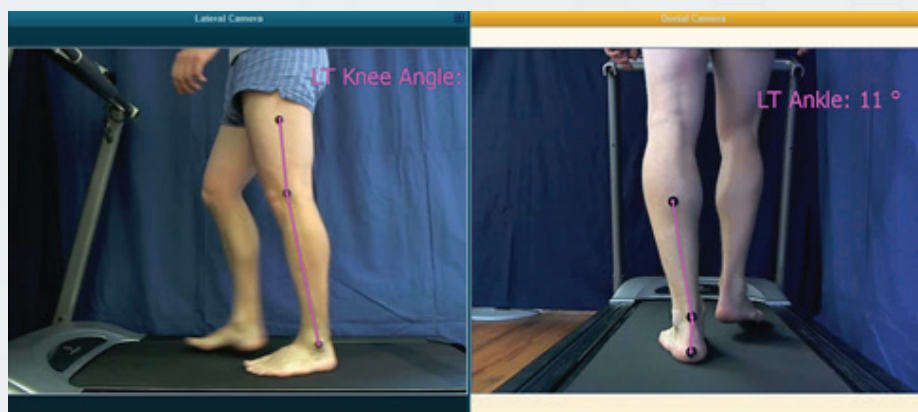 Lateral Camera
Dorsal Camera
LT Knee Angle:
LT Ankle: 11 °